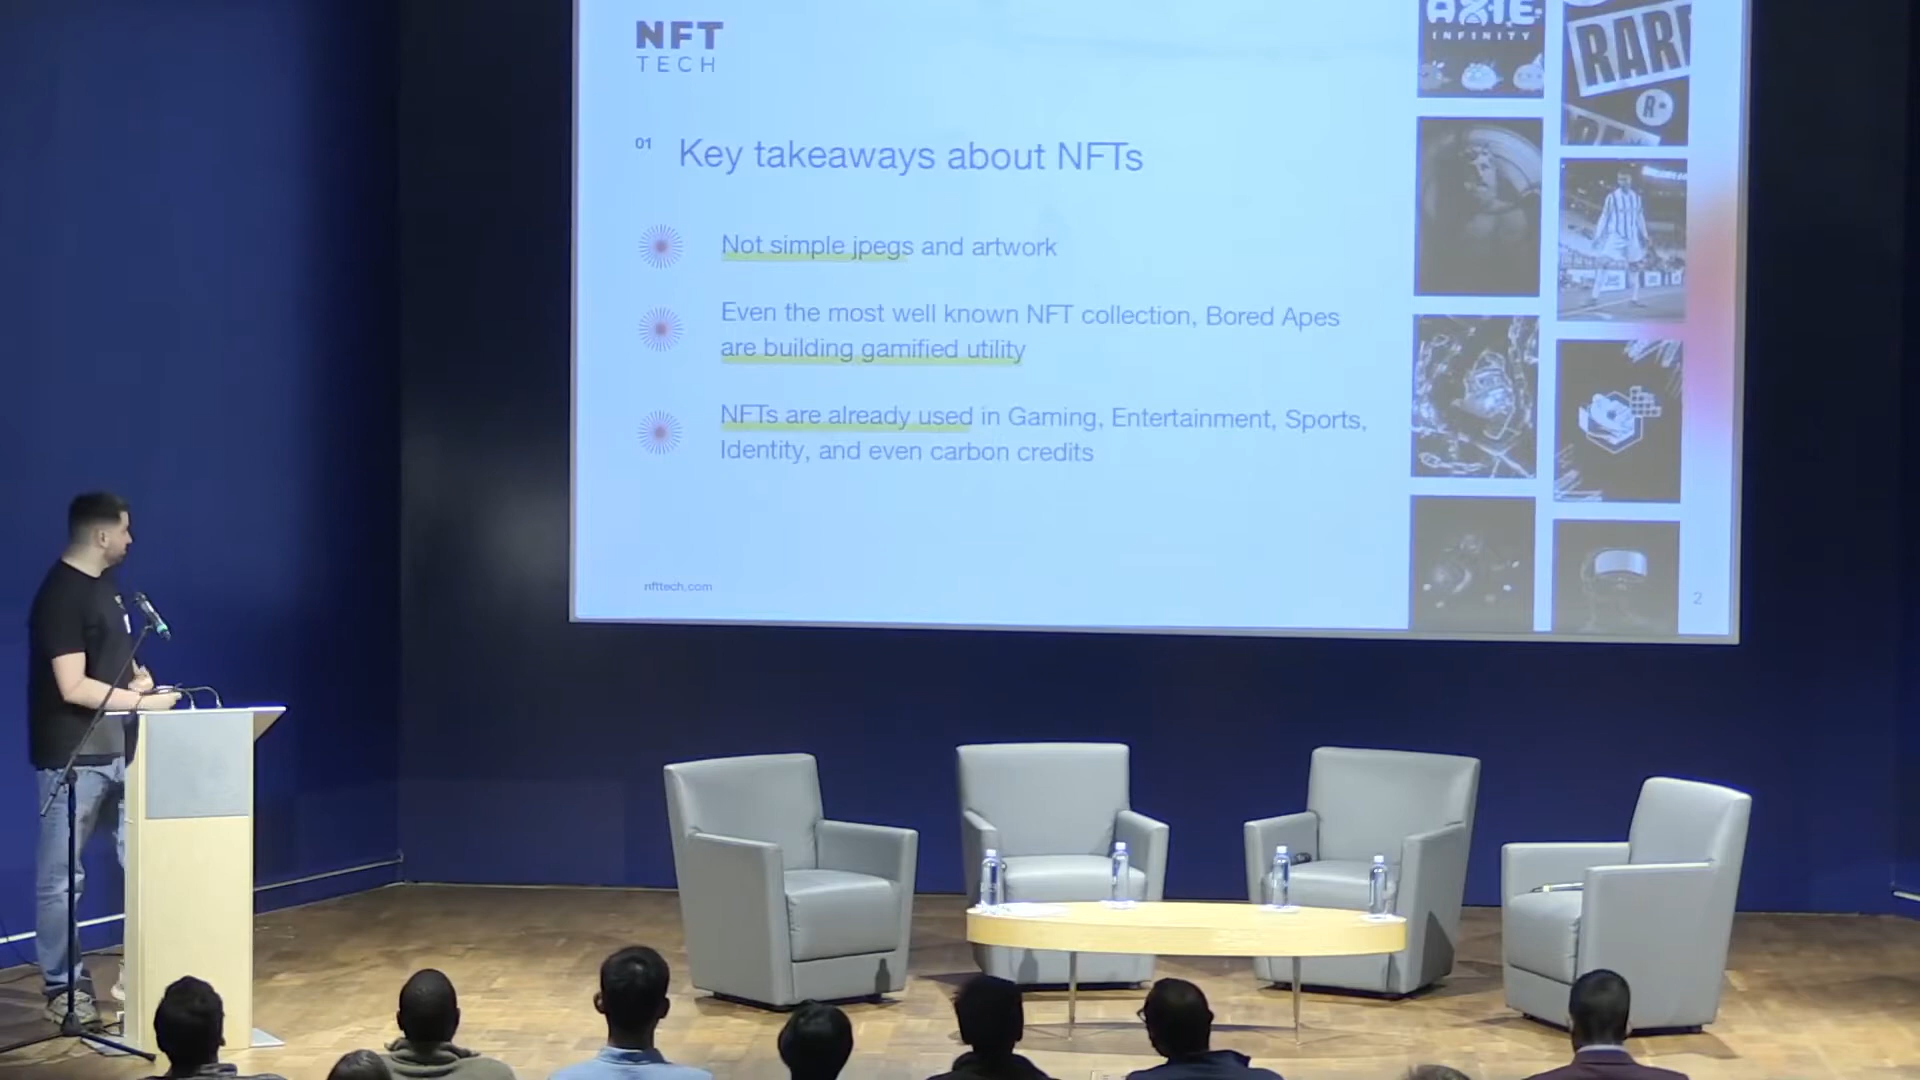 NFT
TECH
AXIE
INFINITY
RARI
R
01 Key takeaways about NFTs
Not simple jpegs and artwork
Even the most well known NFT collection, Bored Apes
are building gamified utility
NFTs are already used in Gaming, Entertainment, Sports,
Identity, and even carbon credits
nfttech.com
2